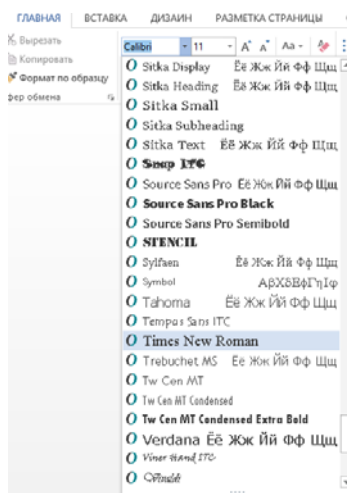 ГЛАВНАЯ ВСТАВКА ДИЗАЙН РАЗМЕТКА СТРАНИЦЫ
Вырезать
Calibri 11 Aa
Копировать
Формат по образцу
фер обмена
Sitka Display Ёё Жж Йй Фф Щщ
Sitka Heading Ёё Жж Йй Фф Щщ
Sitka Small
Sitka Subheading
Sitka Text Ёё Жж Йй Фф Щщ
Snap ITC
Source Sans Pro Ёё Жж Йй Фф Щщ
Source Sans Pro Black
Source Sans Pro Semibold
STENCIL
Sylfaen Ёё Жж Йй Фф Щщ
Symbol ΑβΧδΕϕΓηΙφ
Tahoma Ёё Жж Йй Фф Щщ
Tempus Sans ITC
Times New Roman
Trebuchet MS Ёё Жж Йй Фф Щщ
Tw Cen MT
Tw Cen MT Condensed
Tw Cen MT Condensed Extra Bold
Verdana Ёё Жж Йй Фф Щщ
Viner Hand ITC
Vivaldi